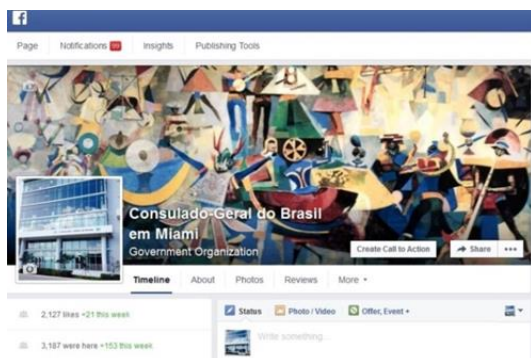 f
Page Notifications 99 Insights Publishing Tools
Consulado-Geral do Brasil
em Miami
Government Organization
Create Call to Action Share •••
Timeline About Photos Reviews More
2,127 likes +21 this week
Status Photo / Video Offer, Event +
Write something...
3,187 were here +153 this week